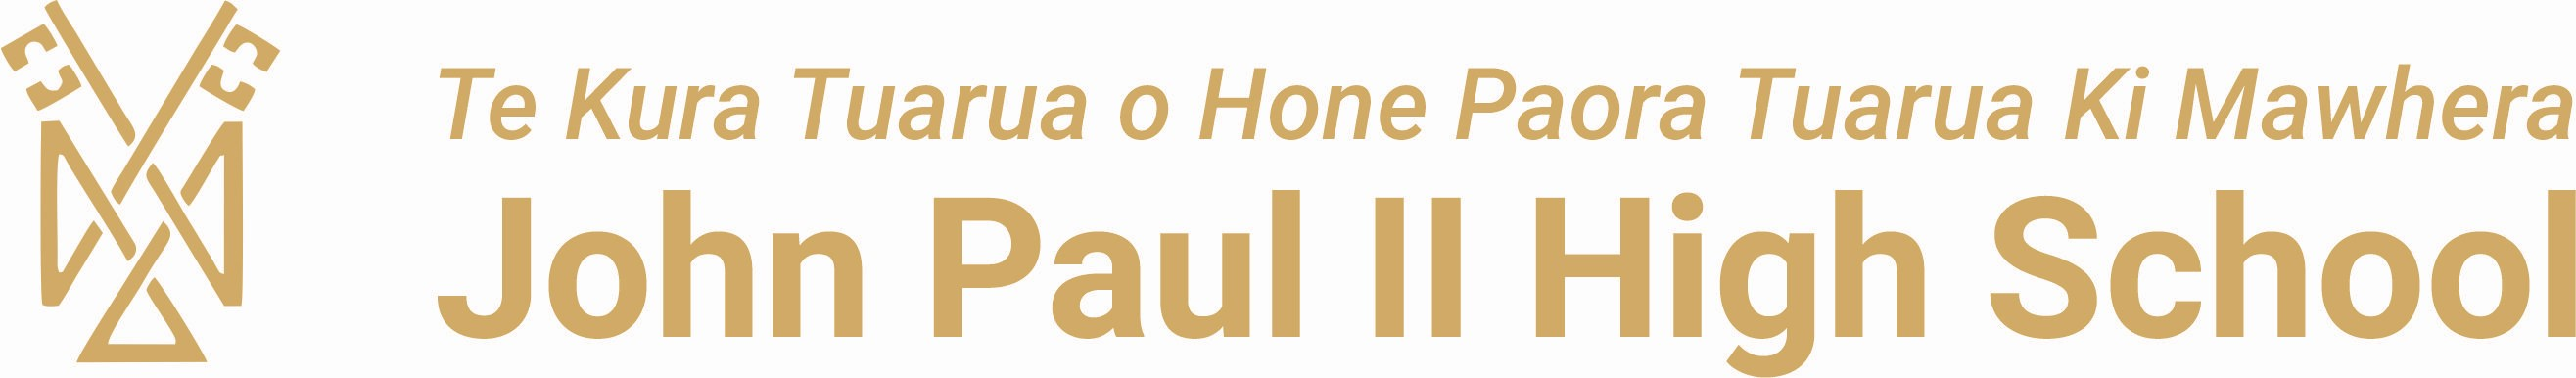 Te Kura Tuarua o Hone Paora Tuarua Ki Mawhera
John Paul II High School